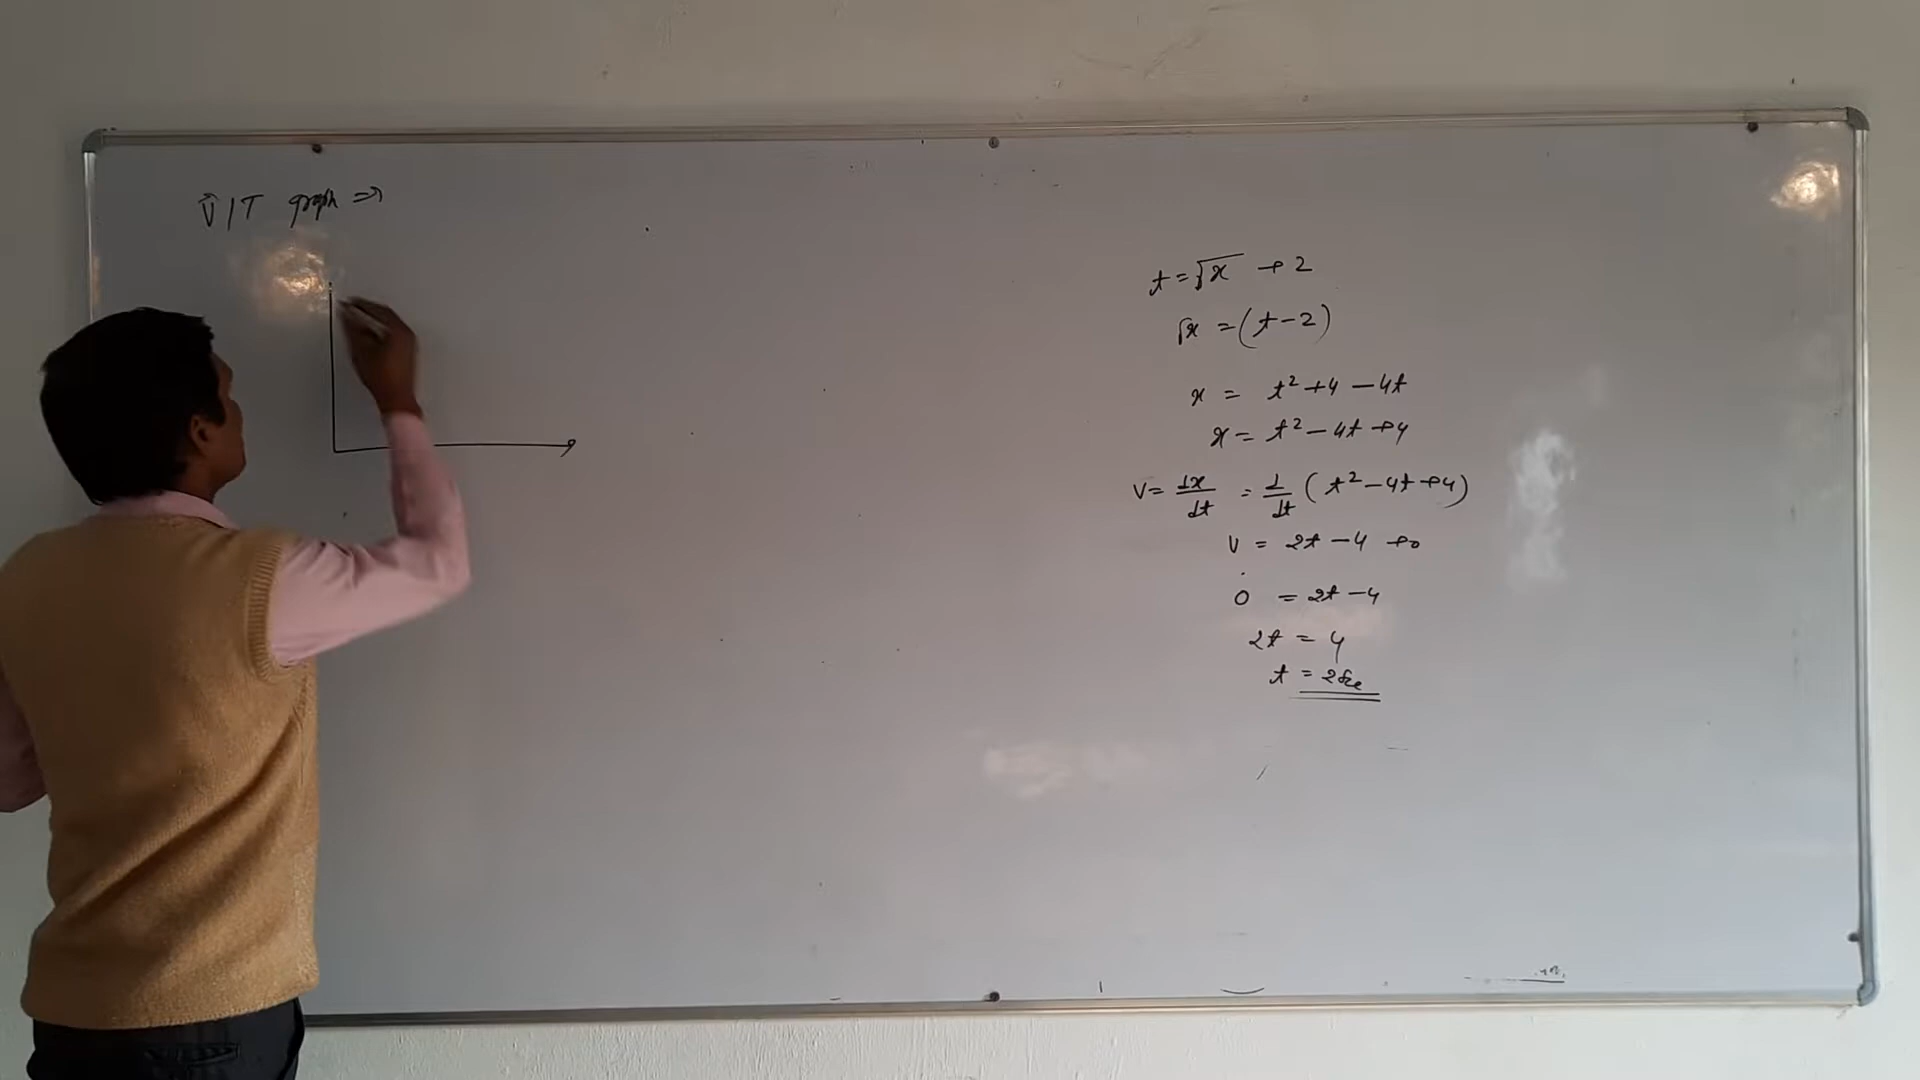 V⃗/T graph ⇒
t = √x + 2
√x = (t-2)
x = t² + 4 - 4t
x = t² - 4t + 4
V = dx/dt = d/dt (t² - 4t + 4)
V = 2t - 4 + 0
0 = 2t - 4
2t = 4
t = 2sec